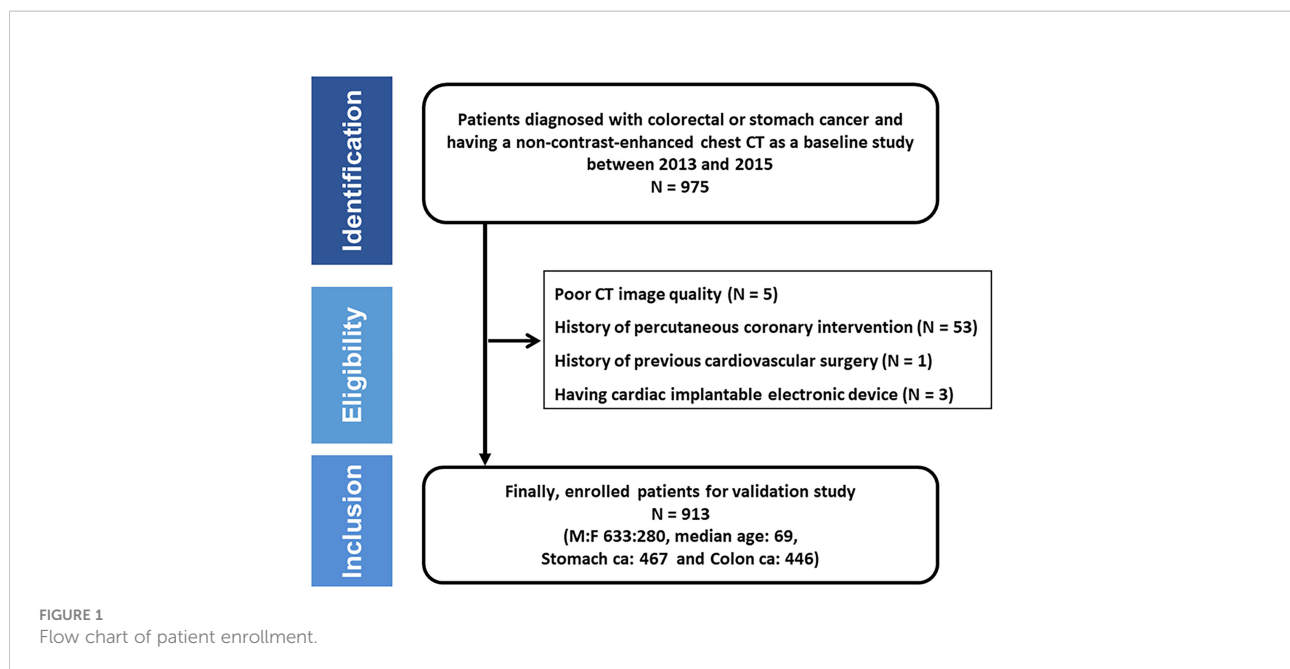 Identification
Patients diagnosed with colorectal or stomach cancer and
having a non-contrast-enhanced chest CT as a baseline study
between 2013 and 2015
N = 975
Eligibility
Poor CT image quality (N = 5)
History of percutaneous coronary intervention (N = 53)
History of previous cardiovascular surgery (N = 1)
Having cardiac implantable electronic device (N = 3)
Inclusion
Finally, enrolled patients for validation study
N = 913
(M:F 633:280, median age: 69,
Stomach ca: 467 and Colon ca: 446)
FIGURE 1
Flow chart of patient enrollment.